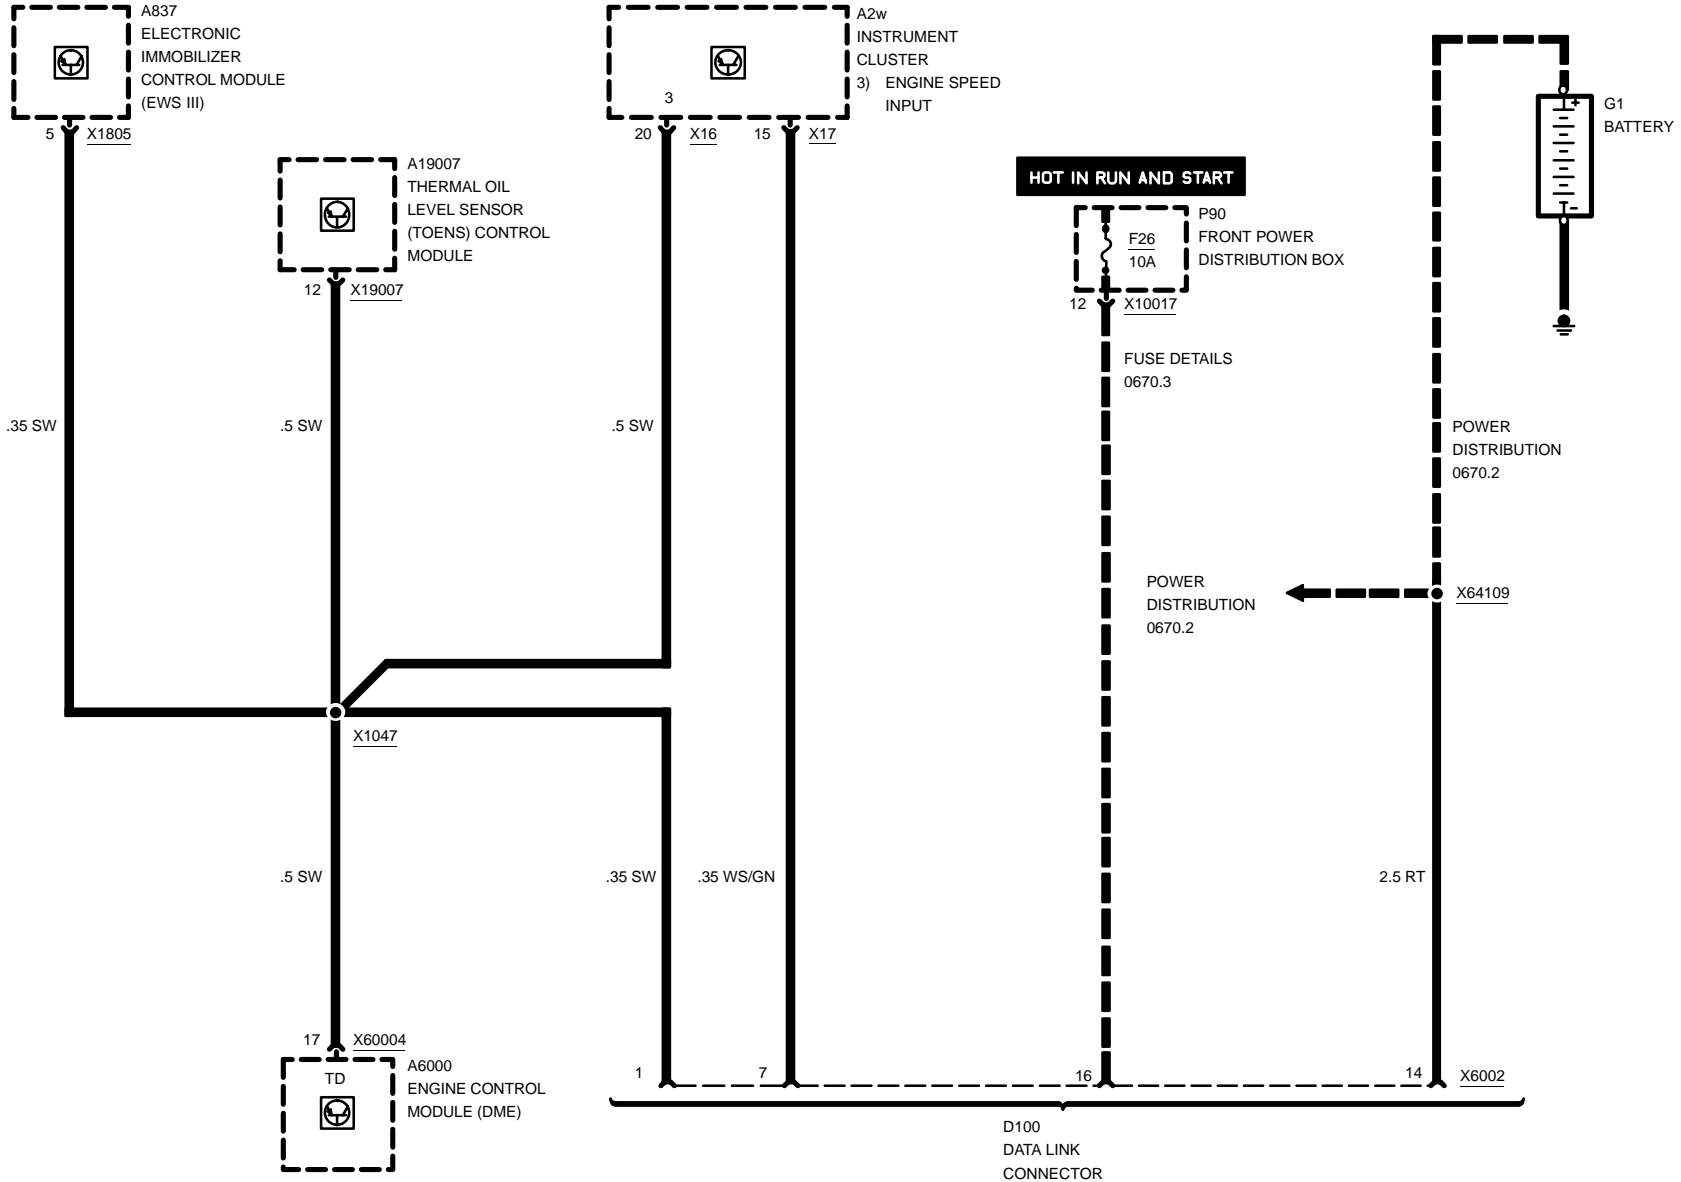 A837
ELECTRONIC
IMMOBILIZER
CONTROL MODULE
(EWS III)
5
X1805
A19007
THERMAL OIL
LEVEL SENSOR
(TOENS) CONTROL
MODULE
12
X19007
A2w
INSTRUMENT
CLUSTER
3) ENGINE SPEED
INPUT
3
20
X16
15
X17
HOT IN RUN AND START
P90
FRONT POWER
DISTRIBUTION BOX
F26
10A
12
X10017
FUSE DETAILS
0670.3
G1
BATTERY
+
-
.35 SW
.5 SW
.5 SW
POWER
DISTRIBUTION
0670.2
POWER
DISTRIBUTION
0670.2
X64109
X1047
.5 SW
.35 SW
.35 WS/GN
2.5 RT
17
X60004
A6000
ENGINE CONTROL
MODULE (DME)
TD
1
7
16
14
X6002
D100
DATA LINK
CONNECTOR